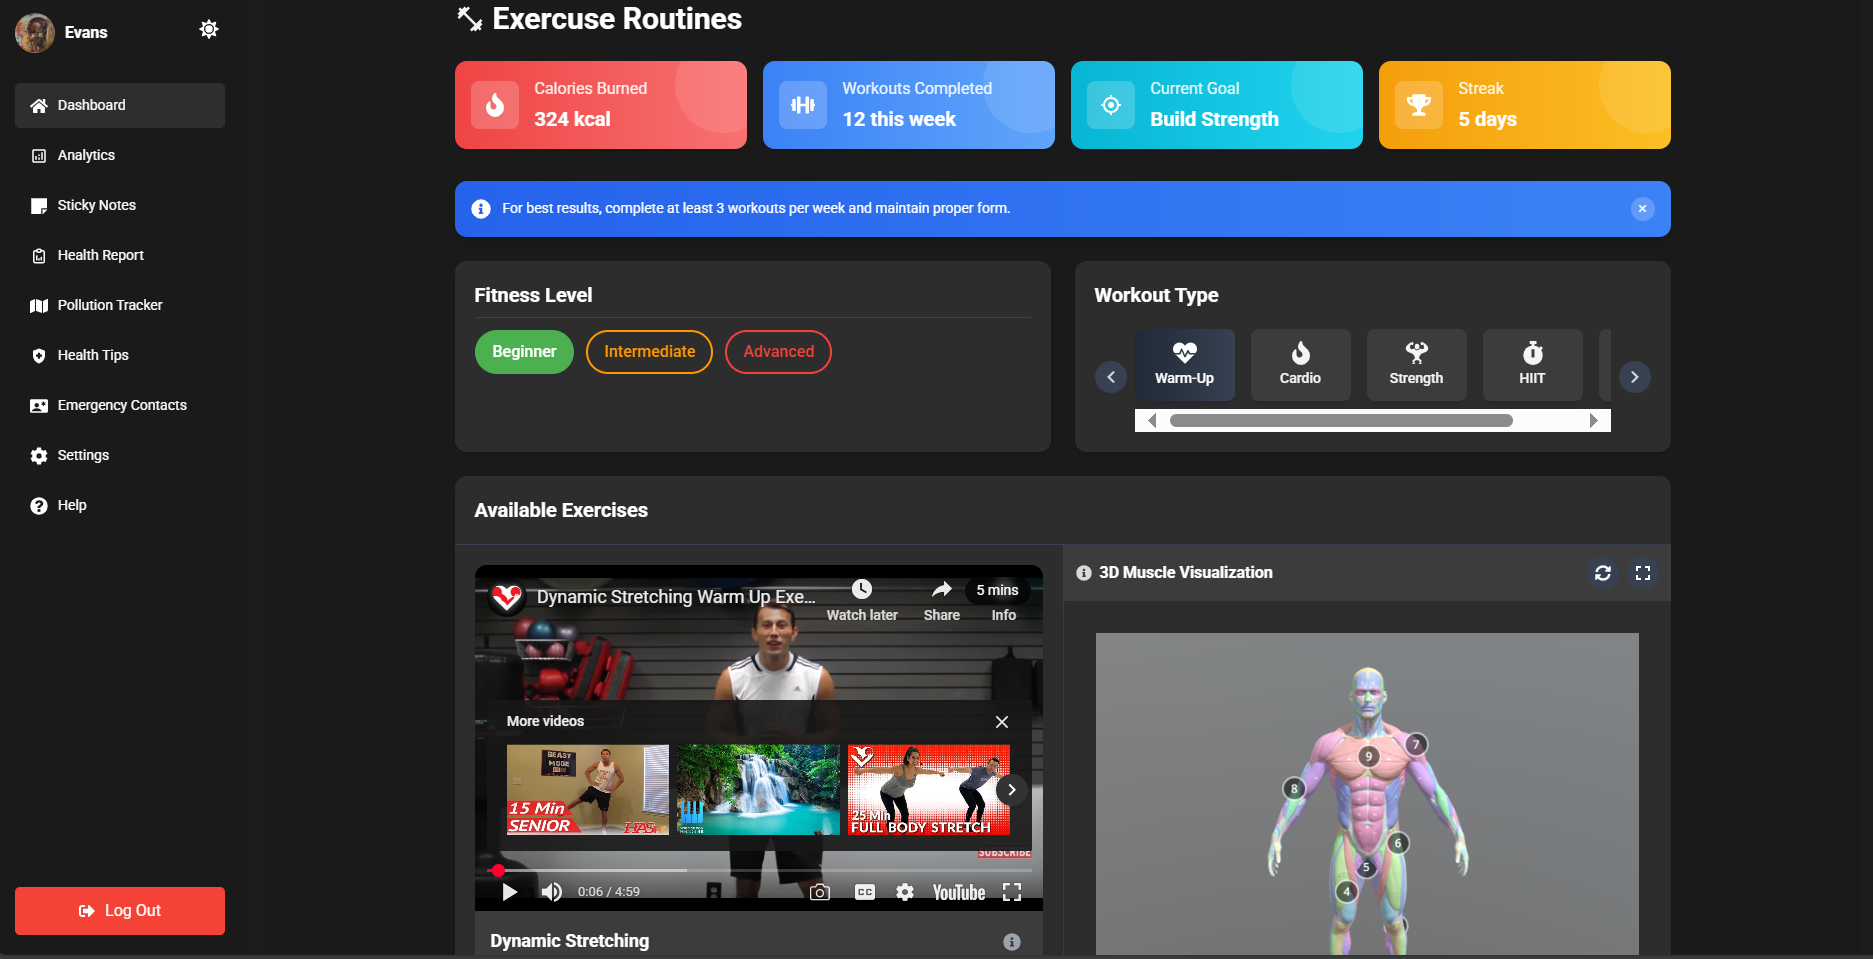 Evans
Dashboard
Analytics
Sticky Notes
Health Report
Pollution Tracker
Health Tips
Emergency Contacts
Settings
Help
Log Out
Exercuse Routines
Calories Burned
324 kcal
Workouts Completed
12 this week
Current Goal
Build Strength
Streak
5 days
For best results, complete at least 3 workouts per week and maintain proper form.
Fitness Level
Beginner
Intermediate
Advanced
Workout Type
Warm-Up
Cardio
Strength
HIIT
Available Exercises
Dynamic Stretching Warm Up Exe...
Watch later
Share
5 mins
Info
More videos
BEAST
MODE
15 Min
SENIOR
HASfit
25 Min
FULL BODY STRETCH
SUBSCRIBE
0:06 / 4:59
CC
YouTube
Dynamic Stretching
3D Muscle Visualization
9
7
8
6
5
4